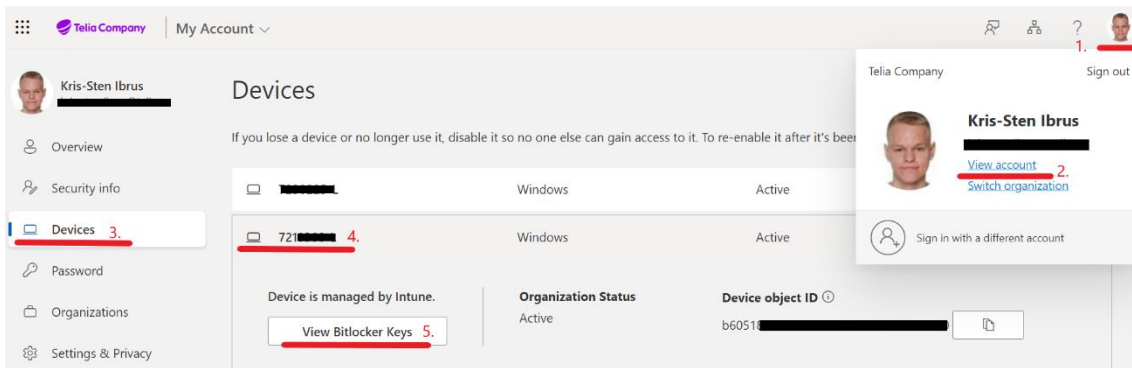 Telia Company My Account
1.
Telia Company Sign out
Kris-Sten Ibrus
View account 2.
Switch organization
Sign in with a different account
Kris-Sten Ibrus
Overview
Security info
Devices 3.
Password
Organizations
Settings & Privacy
Devices
If you lose a device or no longer use it, disable it so no one else can gain access to it. To re-enable it after it's been
Windows Active
721 4. Windows Active
Device is managed by Intune.
View Bitlocker Keys 5.
Organization Status
Active
Device object ID
b60518